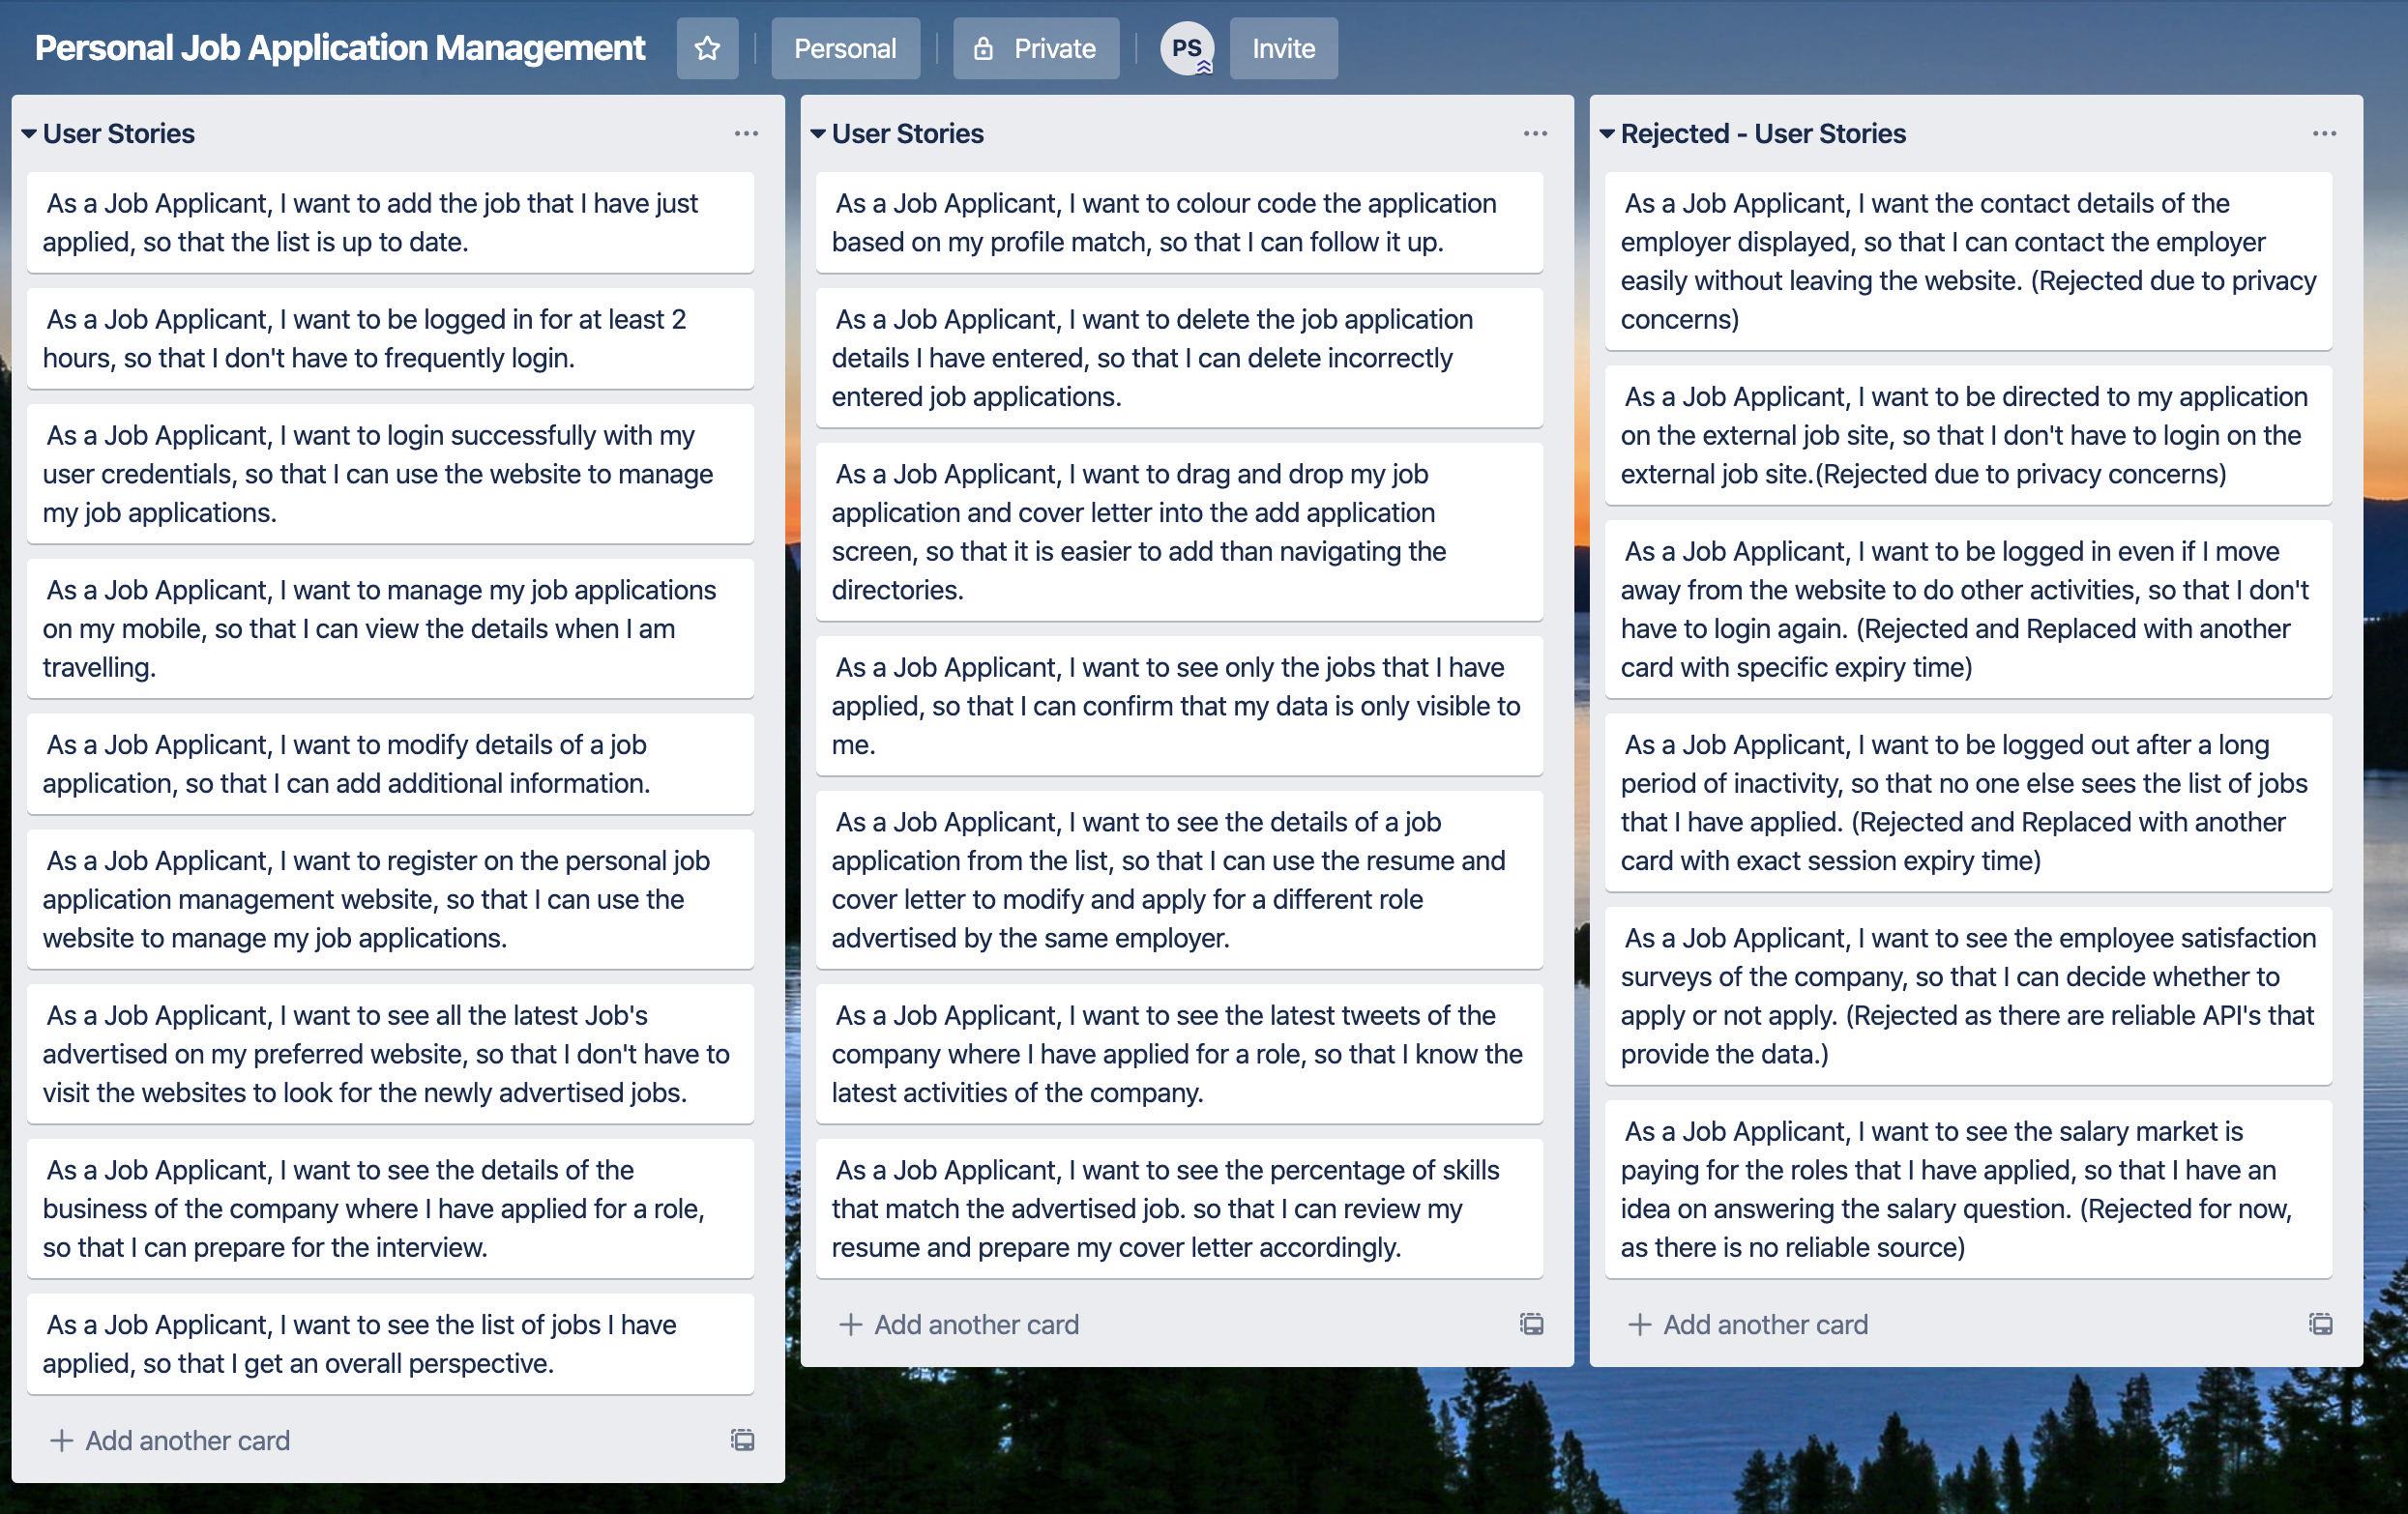 Personal Job Application Management
Personal
Private
PS
Invite
User Stories
As a Job Applicant, I want to add the job that I have just
applied, so that the list is up to date.
As a Job Applicant, I want to be logged in for at least 2
hours, so that I don't have to frequently login.
As a Job Applicant, I want to login successfully with my
user credentials, so that I can use the website to manage
my job applications.
As a Job Applicant, I want to manage my job applications
on my mobile, so that I can view the details when I am
travelling.
As a Job Applicant, I want to modify details of a job
application, so that I can add additional information.
As a Job Applicant, I want to register on the personal job
application management website, so that I can use the
website to manage my job applications.
As a Job Applicant, I want to see all the latest Job's
advertised on my preferred website, so that I don't have to
visit the websites to look for the newly advertised jobs.
As a Job Applicant, I want to see the details of the
business of the company where I have applied for a role,
so that I can prepare for the interview.
As a Job Applicant, I want to see the list of jobs I have
applied, so that I get an overall perspective.
Add another card
User Stories
As a Job Applicant, I want to colour code the application
based on my profile match, so that I can follow it up.
As a Job Applicant, I want to delete the job application
details I have entered, so that I can delete incorrectly
entered job applications.
As a Job Applicant, I want to drag and drop my job
application and cover letter into the add application
screen, so that it is easier to add than navigating the
directories.
As a Job Applicant, I want to see only the jobs that I have
applied, so that I can confirm that my data is only visible to
me.
As a Job Applicant, I want to see the details of a job
application from the list, so that I can use the resume and
cover letter to modify and apply for a different role
advertised by the same employer.
As a Job Applicant, I want to see the latest tweets of the
company where I have applied for a role, so that I know the
latest activities of the company.
As a Job Applicant, I want to see the percentage of skills
that match the advertised job. so that I can review my
resume and prepare my cover letter accordingly.
Add another card
Rejected - User Stories
As a Job Applicant, I want the contact details of the
employer displayed, so that I can contact the employer
easily without leaving the website. (Rejected due to privacy
concerns)
As a Job Applicant, I want to be directed to my application
on the external job site, so that I don't have to login on the
external job site.(Rejected due to privacy concerns)
As a Job Applicant, I want to be logged in even if I move
away from the website to do other activities, so that I don't
have to login again. (Rejected and Replaced with another
card with specific expiry time)
As a Job Applicant, I want to be logged out after a long
period of inactivity, so that no one else sees the list of jobs
that I have applied. (Rejected and Replaced with another
card with exact session expiry time)
As a Job Applicant, I want to see the employee satisfaction
surveys of the company, so that I can decide whether to
apply or not apply. (Rejected as there are reliable API's that
provide the data.)
As a Job Applicant, I want to see the salary market is
paying for the roles that I have applied, so that I have an
idea on answering the salary question. (Rejected for now,
as there is no reliable source)
Add another card